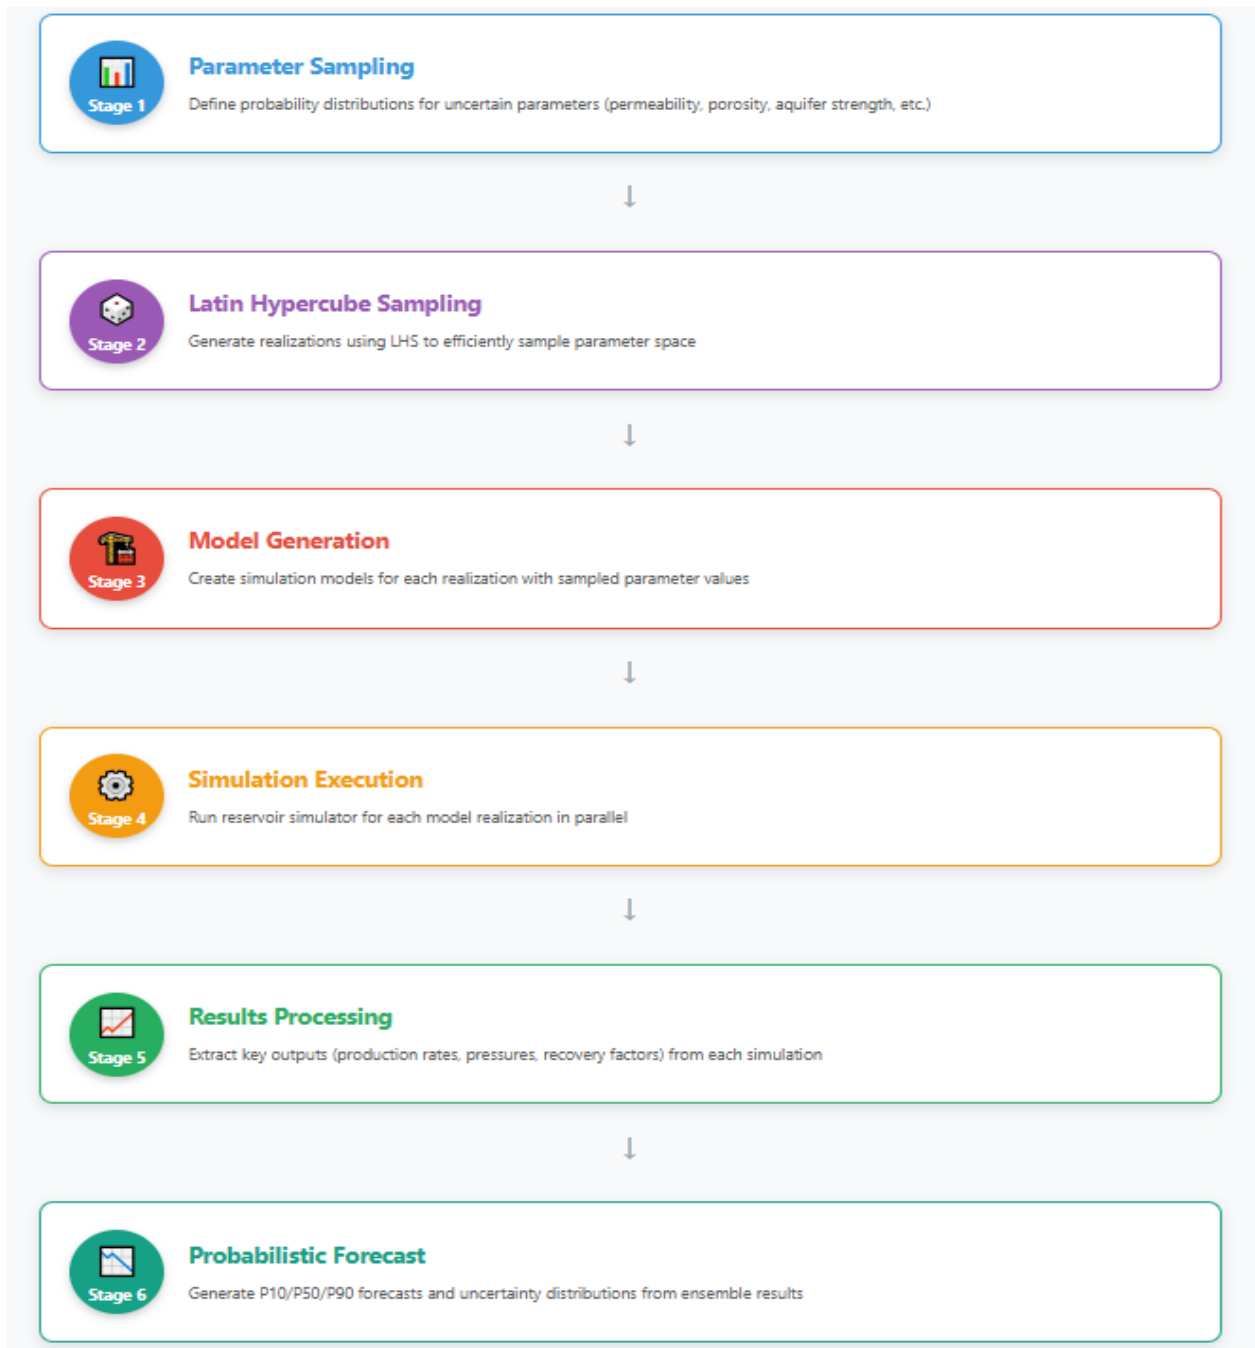 Parameter Sampling
Stage 1
Define probability distributions for uncertain parameters (permeability, porosity, aquifer strength, etc.)
Latin Hypercube Sampling
Stage 2
Generate realizations using LHS to efficiently sample parameter space
Model Generation
Stage 3
Create simulation models for each realization with sampled parameter values
Simulation Execution
Stage 4
Run reservoir simulator for each model realization in parallel
Results Processing
Stage 5
Extract key outputs (production rates, pressures, recovery factors) from each simulation
Probabilistic Forecast
Stage 6
Generate P10/P50/P90 forecasts and uncertainty distributions from ensemble results